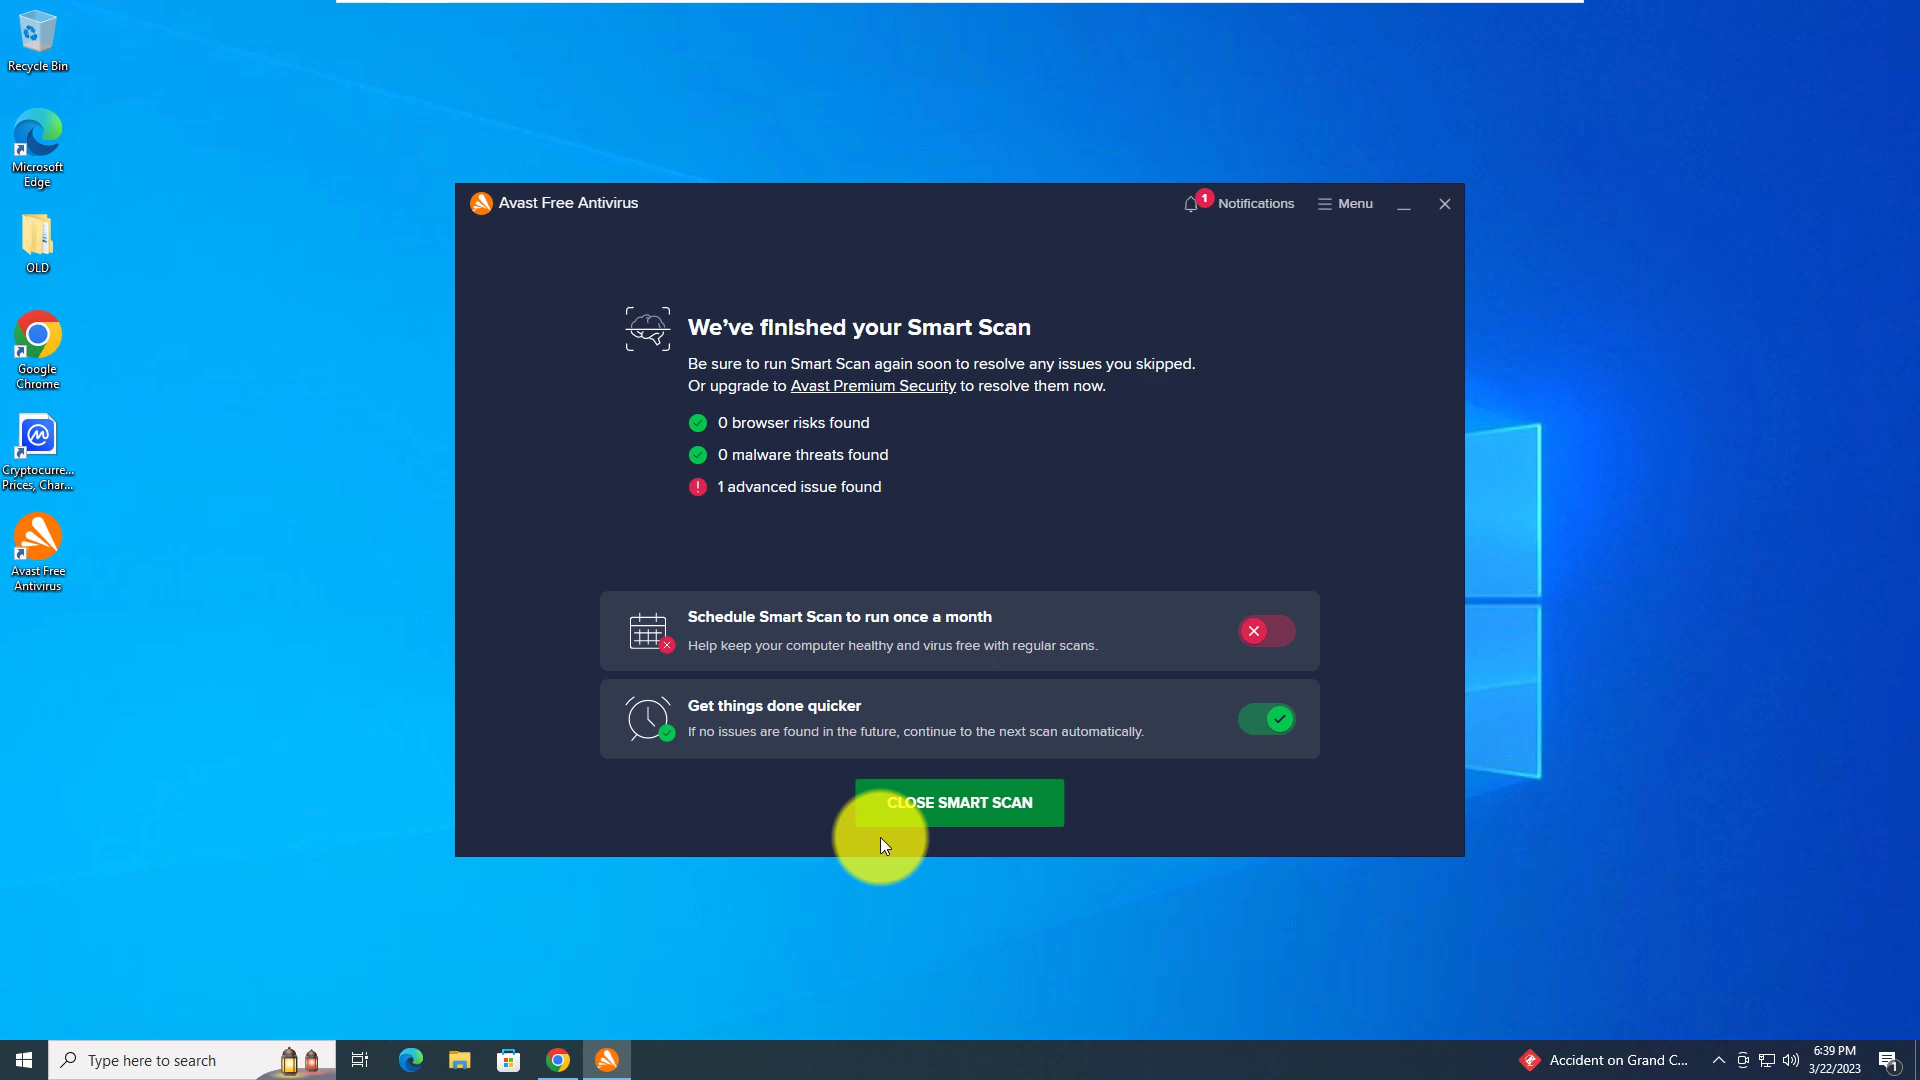 Recycle Bin
Microsoft
Edge
OLD
Google
Chrome
Cryptocurre...
Prices, Char...
Avast Free
Antivirus
Avast Free Antivirus
1
Notifications
Menu
We've finished your Smart Scan
Be sure to run Smart Scan again soon to resolve any issues you skipped.
Or upgrade to Avast Premium Security to resolve them now.
0 browser risks found
0 malware threats found
1 advanced issue found
Schedule Smart Scan to run once a month
Help keep your computer healthy and virus free with regular scans.
Get things done quicker
If no issues are found in the future, continue to the next scan automatically.
CLOSE SMART SCAN
Type here to search
Accident on Grand C...
6:39 PM
3/22/2023
1